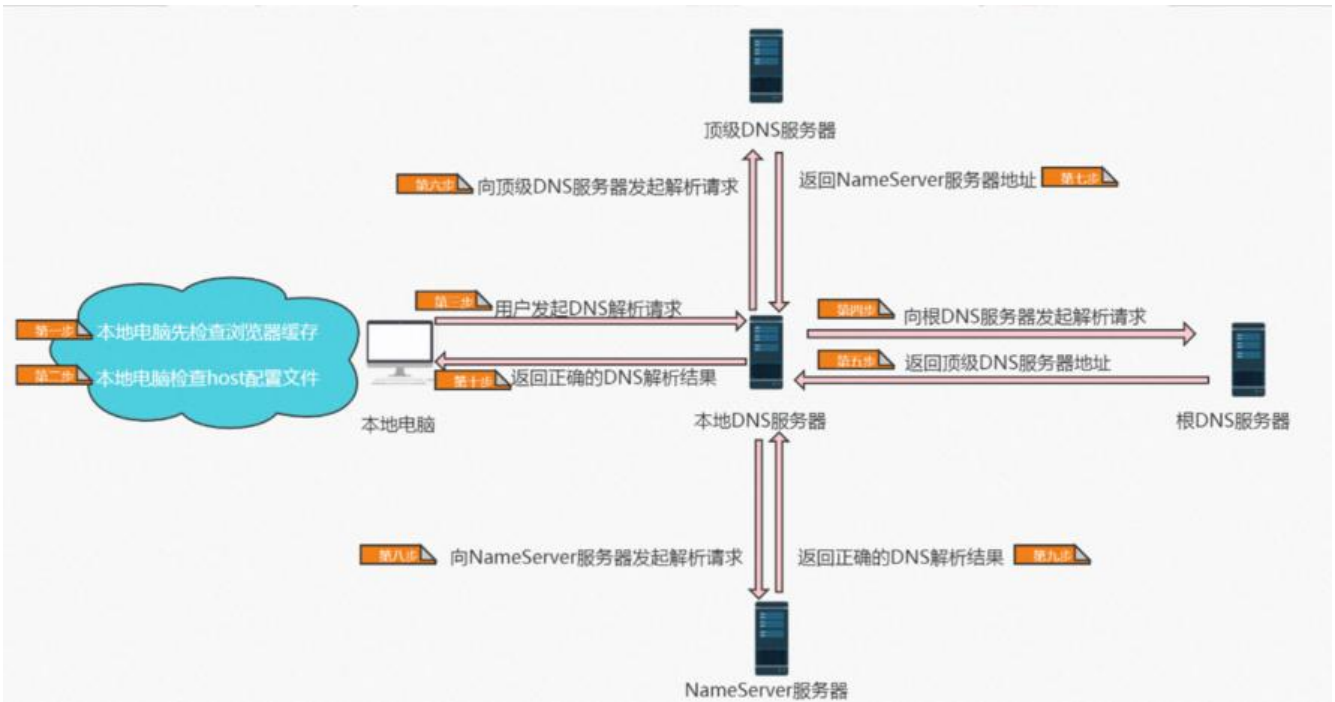 顶级DNS服务器
第六步 向顶级DNS服务器发起解析请求
返回NameServer服务器地址 第七步
第三步 用户发起DNS解析请求
第四步 向根DNS服务器发起解析请求
第一步 本地电脑先检查浏览器缓存
第五步 返回顶级DNS服务器地址
第二步 本地电脑检查host配置文件
第十步 返回正确的DNS解析结果
本地电脑
本地DNS服务器
根DNS服务器
第八步 向NameServer服务器发起解析请求
返回正确的DNS解析结果 第九步
NameServer服务器